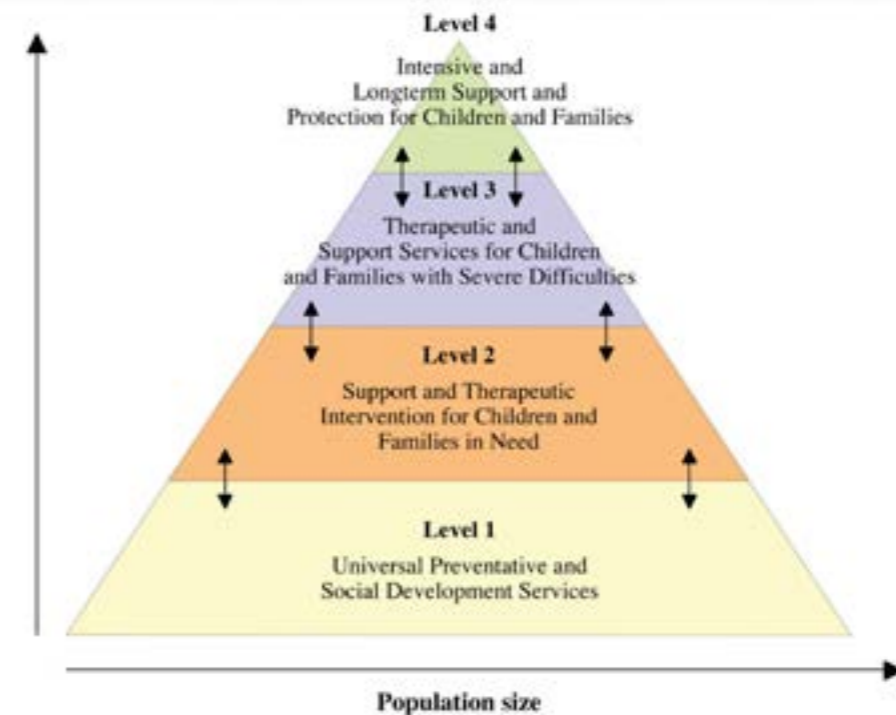 Level 4
Intensive and
Longterm Support and
Protection for Children and Families
Level 3
Therapeutic and
Support Services for Children
and Families with Severe Difficulties
Level 2
Support and Therapeutic
Intervention for Children and
Families in Need
Level 1
Universal Preventative and
Social Development Services
Population size